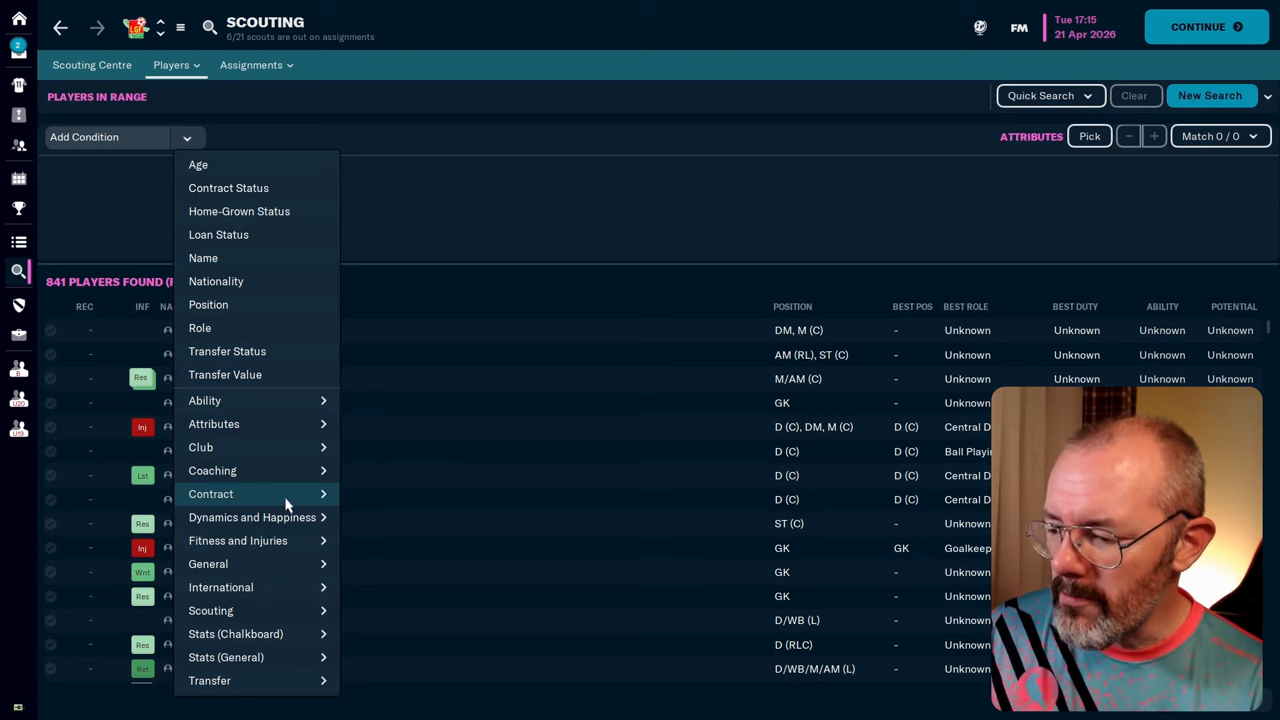 2
11
B
U20
U19
LGF
SCOUTING
6/21 scouts are out on assignments
FM
Tue 17:15
21 Apr 2026
CONTINUE
Scouting Centre
Players
Assignments
PLAYERS IN RANGE
Quick Search
Clear
New Search
Add Condition
ATTRIBUTES
Pick
Match 0 / 0
Age
Contract Status
Home-Grown Status
Loan Status
Name
Nationality
Position
Role
Transfer Status
Transfer Value
Ability
Attributes
Club
Coaching
Contract
Dynamics and Happiness
Fitness and Injuries
General
International
Scouting
Stats (Chalkboard)
Stats (General)
Transfer
841 PLAYERS FOUND
REC INF NA POSITION BEST POS BEST ROLE BEST DUTY ABILITY POTENTIAL
- DM, M (C) - Unknown Unknown Unknown Unknown
- AM (RL), ST (C) - Unknown Unknown Unknown Unknown
- Res M/AM (C) - Unknown Unknown Unknown Unknown
- GK - Unknown
- Inj D (C), DM, M (C) D (C) Central D
- D (C) D (C) Ball Playi
- Lst D (C) D (C) Central D
- D (C) D (C) Central D
- Res ST (C) - Unknown
- Inj GK GK Goalkeep
- Wnt GK - Unknown
- Res GK - Unknown
- D/WB (L) - Unknown
- Res D (RLC) - Unknown
- Ret D/WB/M/AM (L) - Unknown